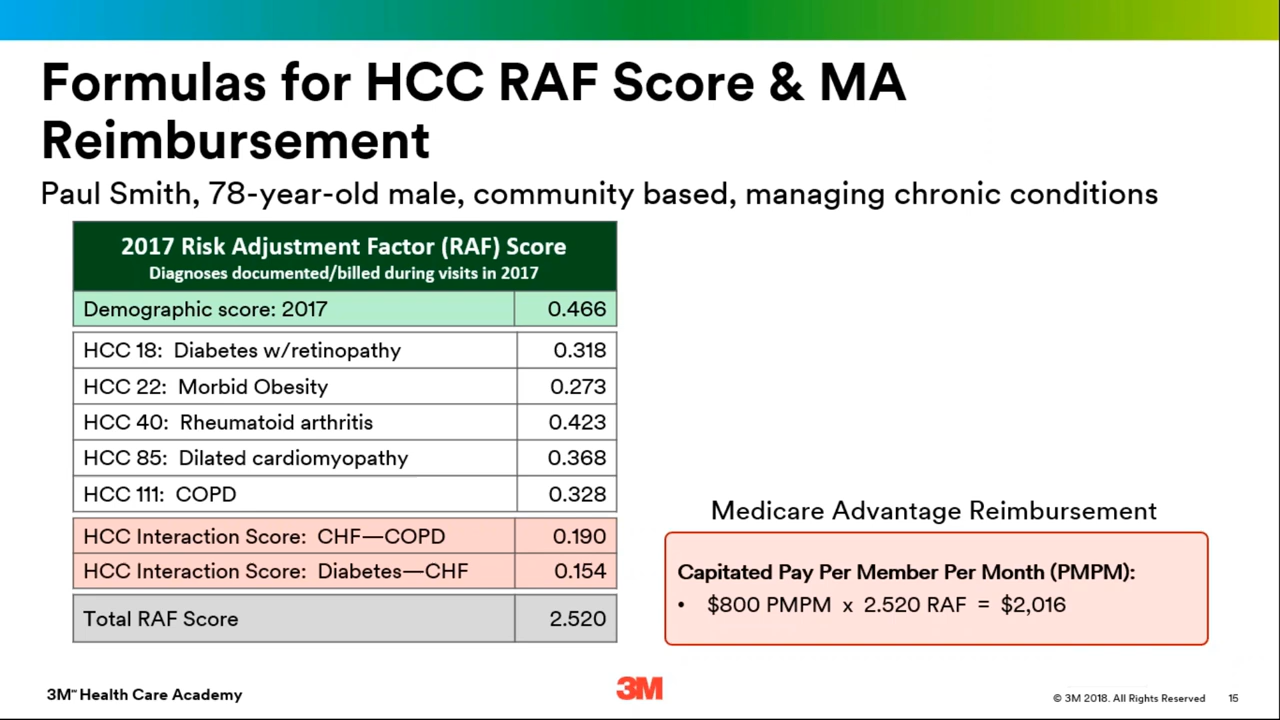 Formulas for HCC RAF Score & MA
Reimbursement
Paul Smith, 78-year-old male, community based, managing chronic conditions
2017 Risk Adjustment Factor (RAF) Score
Diagnoses documented/billed during visits in 2017
Demographic score: 2017 0.466
HCC 18: Diabetes w/retinopathy 0.318
HCC 22: Morbid Obesity 0.273
HCC 40: Rheumatoid arthritis 0.423
HCC 85: Dilated cardiomyopathy 0.368
HCC 111: COPD 0.328
HCC Interaction Score: CHF—COPD 0.190
HCC Interaction Score: Diabetes—CHF 0.154
Total RAF Score 2.520
Medicare Advantage Reimbursement
Capitated Pay Per Member Per Month (PMPM):
• $800 PMPM x 2.520 RAF = $2,016
3M™ Health Care Academy
3M
© 3M 2018. All Rights Reserved 15